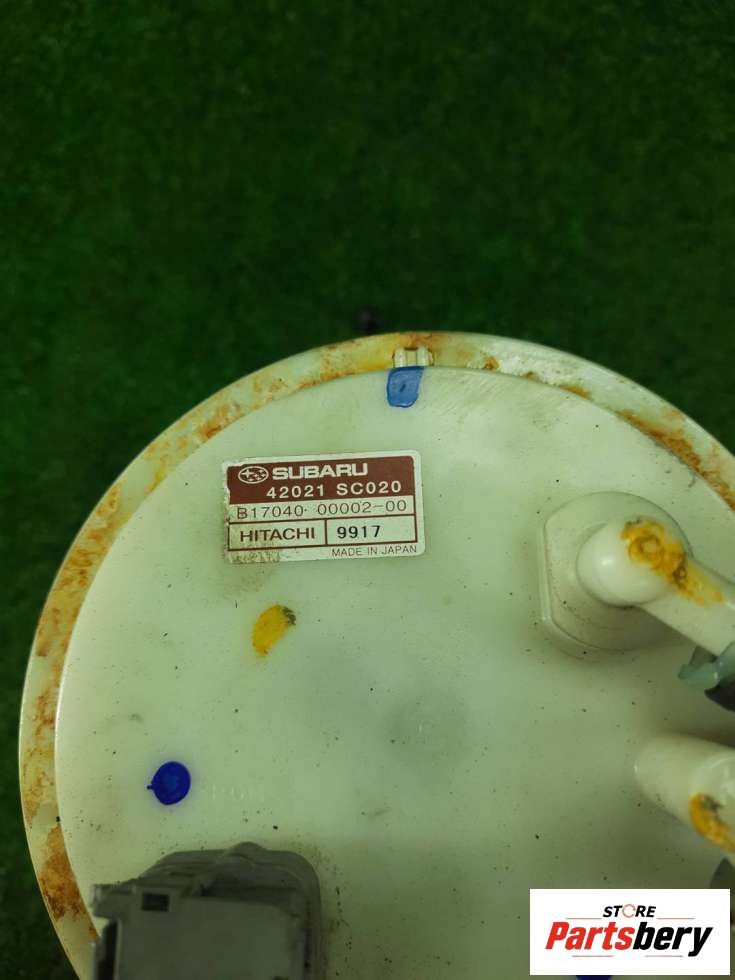 SUBARU
42021 SC020
B17040- 00002-00
HITACHI 9917
MADE IN JAPAN
STORE
Partsbery